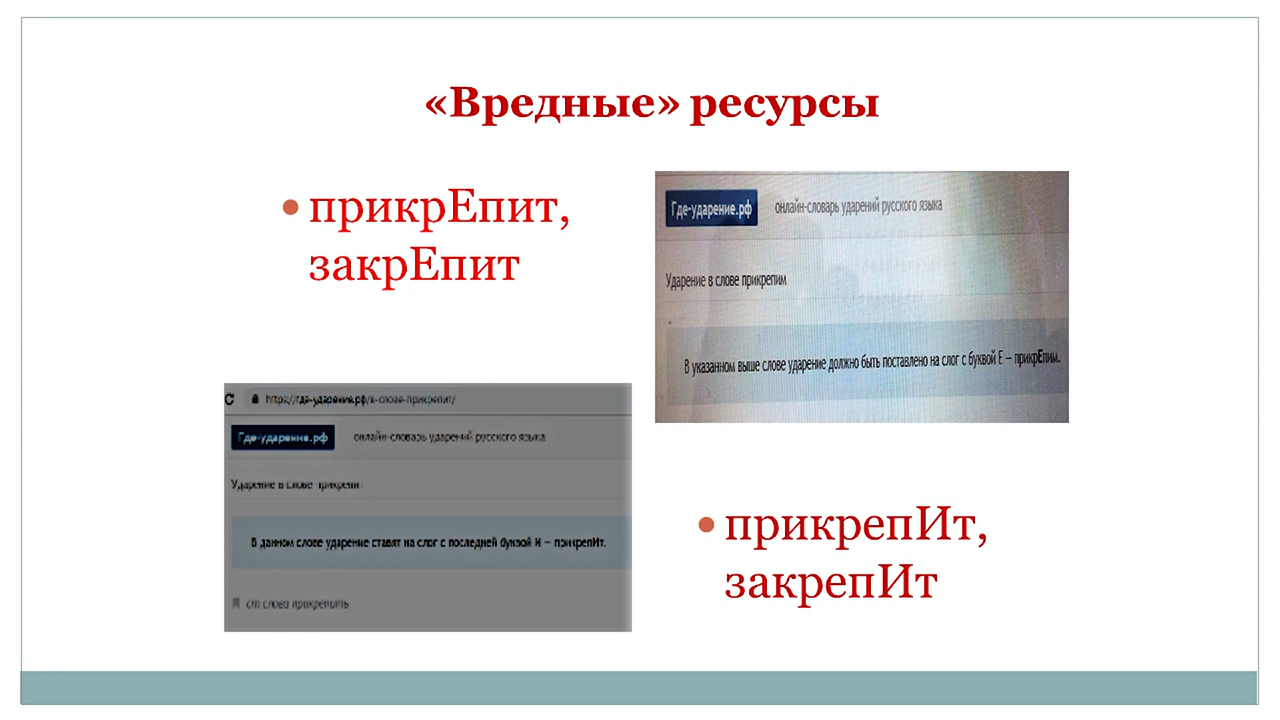 «Вредные» ресурсы
• прикрЕпит,
закрЕпит
Где-ударение.рф онлайн-словарь ударений русского языка
Ударение в слове прикрепим
В указанном выше слове ударение должно быть поставлено на слог с буквой Е – прикрЕпим.
https://где-ударение.рф/в-слове-прикрепит/
Где-ударение.рф онлайн-словарь ударений русского языка
Ударение в слове
В данном слове ударение ставят на слог с последней буквой И – прикрепИт.
от слова прикрепить
• прикрепИт,
закрепИт